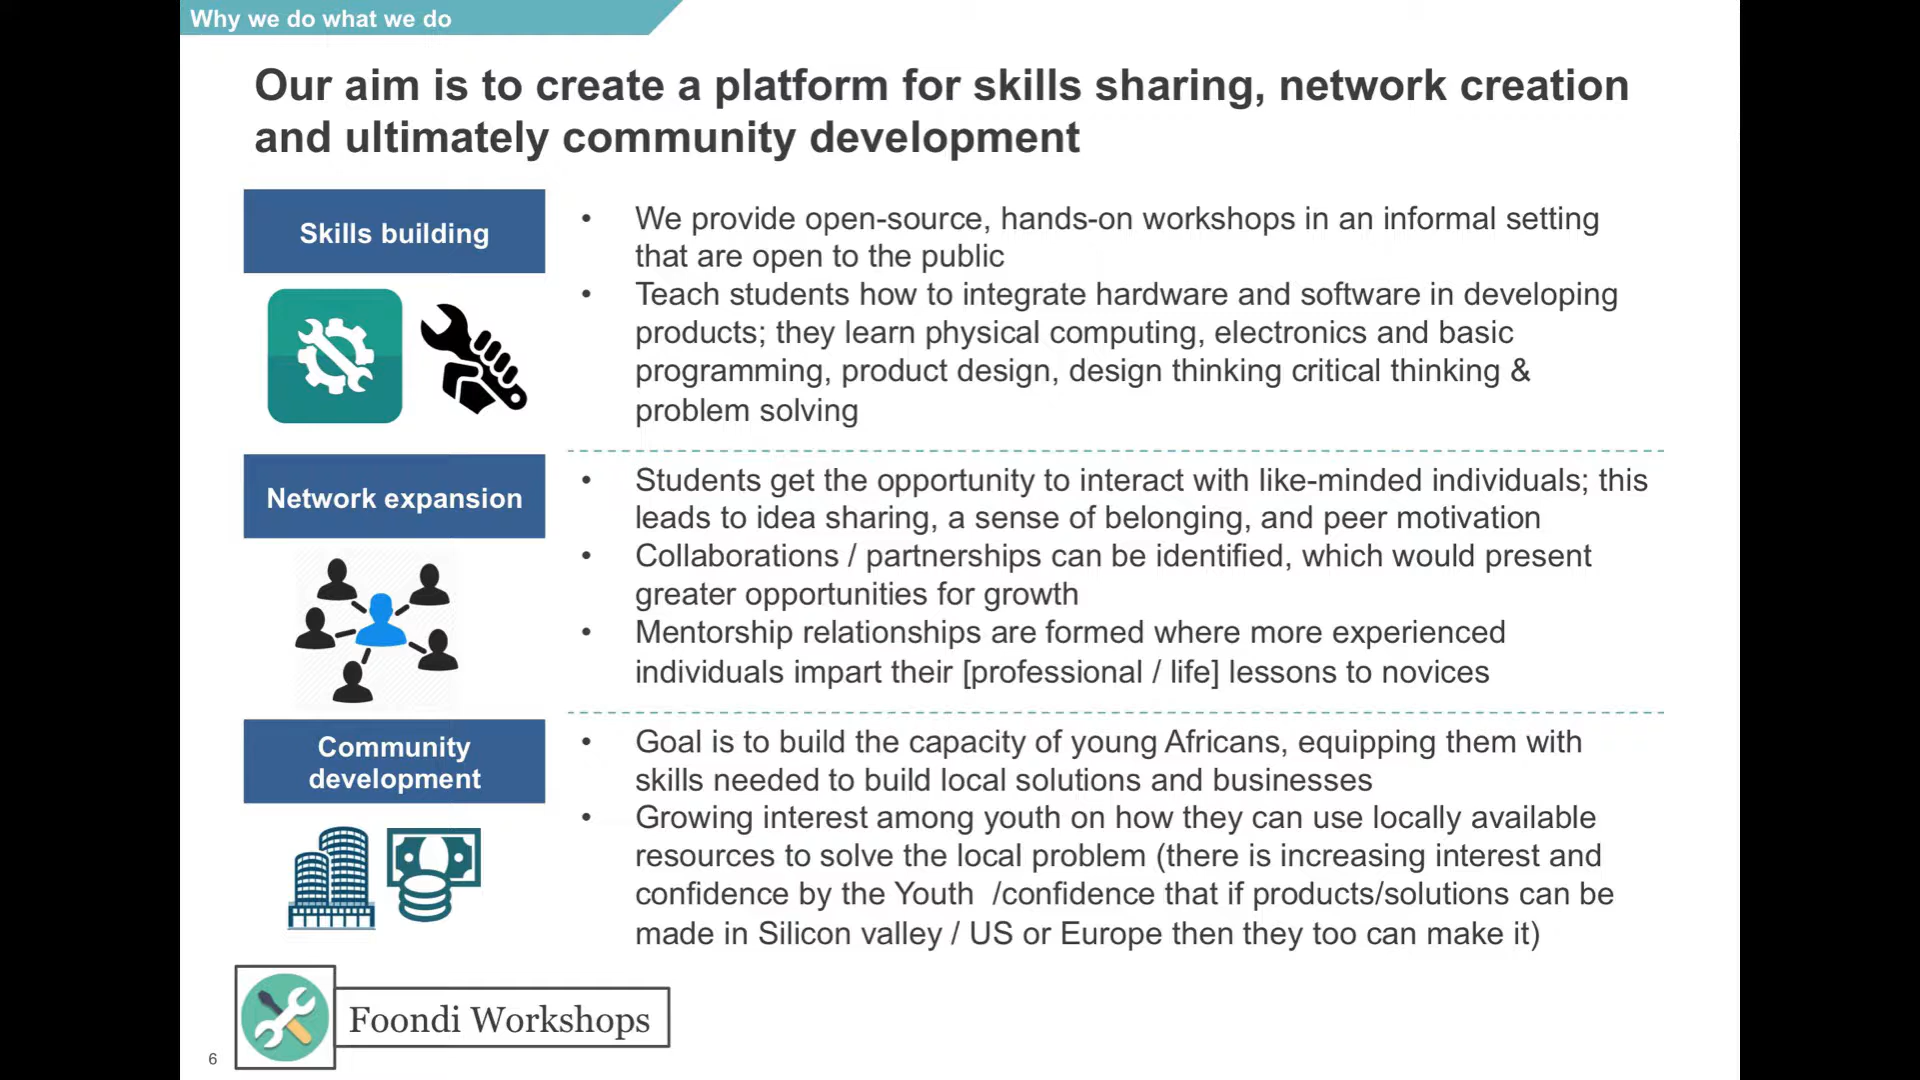 Why we do what we do
Our aim is to create a platform for skills sharing, network creation
and ultimately community development
Skills building
• We provide open-source, hands-on workshops in an informal setting
that are open to the public
• Teach students how to integrate hardware and software in developing
products; they learn physical computing, electronics and basic
programming, product design, design thinking critical thinking &
problem solving
Network expansion
• Students get the opportunity to interact with like-minded individuals; this
leads to idea sharing, a sense of belonging, and peer motivation
• Collaborations / partnerships can be identified, which would present
greater opportunities for growth
• Mentorship relationships are formed where more experienced
individuals impart their [professional / life] lessons to novices
Community
development
• Goal is to build the capacity of young Africans, equipping them with
skills needed to build local solutions and businesses
• Growing interest among youth on how they can use locally available
resources to solve the local problem (there is increasing interest and
confidence by the Youth  /confidence that if products/solutions can be
made in Silicon valley / US or Europe then they too can make it)
Foondi Workshops
6